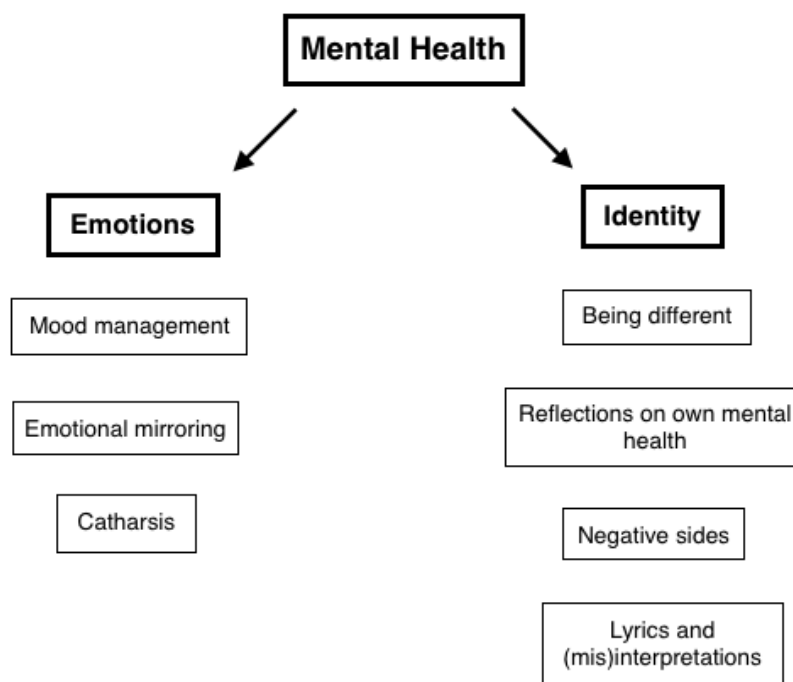 Mental Health
Emotions
Mood management
Emotional mirroring
Catharsis
Identity
Being different
Reflections on own mental
health
Negative sides
Lyrics and
(mis)interpretations